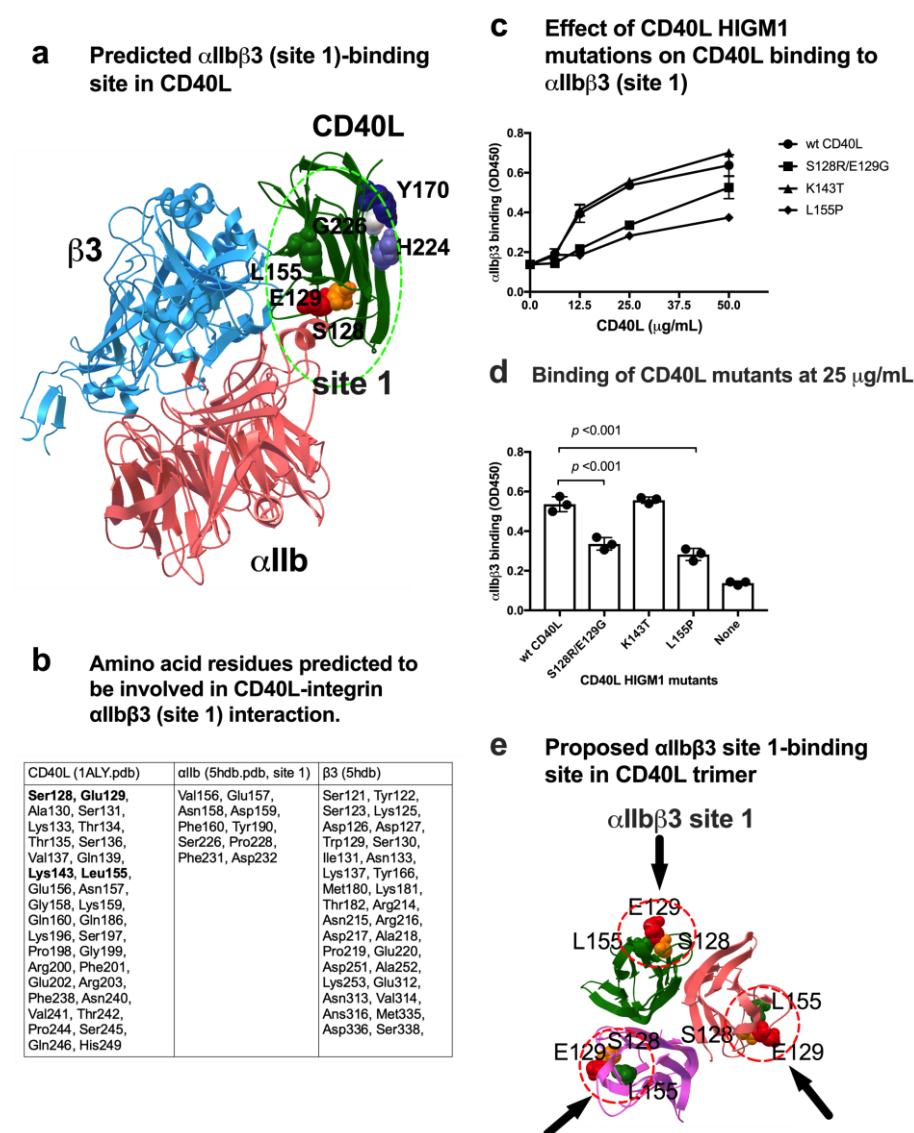 a Predicted αIIbβ3 (site 1)-binding
site in CD40L
CD40L
Y170
G226
H224
β3
L155
E129
S128
site 1
αIIb
b Amino acid residues predicted to
be involved in CD40L-integrin
αIIbβ3 (site 1) interaction.
CD40L (1ALY.pdb) αIIb (5hdb.pdb, site 1) β3 (5hdb)
Ser128, Glu129, Val156, Glu157, Ser121, Tyr122,
Ala130, Ser131, Asn158, Asp159, Ser123, Lys125,
Lys133, Thr134, Phe160, Tyr190, Asp126, Asp127,
Thr135, Ser136, Ser226, Pro228, Trp129, Ser130,
Val137, Gln139, Phe231, Asp232 Ile131, Asn133,
Lys143, Leu155, Lys137, Tyr166,
Glu156, Asn157, Met180, Lys181,
Gly158, Lys159, Thr182, Arg214,
Gln160, Gln186, Asn215, Arg216,
Lys196, Ser197, Asp217, Ala218,
Pro198, Gly199, Pro219, Glu220,
Arg200, Phe201, Asp251, Ala252,
Glu202, Arg203, Lys253, Glu312,
Phe238, Asn240, Asn313, Val314,
Val241, Thr242, Ans316, Met335,
Pro244, Ser245, Asp336, Ser338,
Gln246, His249
c Effect of CD40L HIGM1
mutations on CD40L binding to
αIIbβ3 (site 1)
αIIbβ3 binding (OD450)
0.8
0.6
0.4
0.2
0.0
0.0 12.5 25.0 37.5 50.0
CD40L (μg/mL)
wt CD40L
S128R/E129G
K143T
L155P
d Binding of CD40L mutants at 25 μg/mL
αIIbβ3 binding (OD450)
0.8
0.6
0.4
0.2
0.0
p <0.001
p <0.001
wt CD40L
S128R/E129G
K143T
L155P
None
CD40L HIGM1 mutants
e Proposed αIIbβ3 site 1-binding
site in CD40L trimer
αIIbβ3 site 1
E129
L155 S128
L155
S128 E129
E129 S128
L155